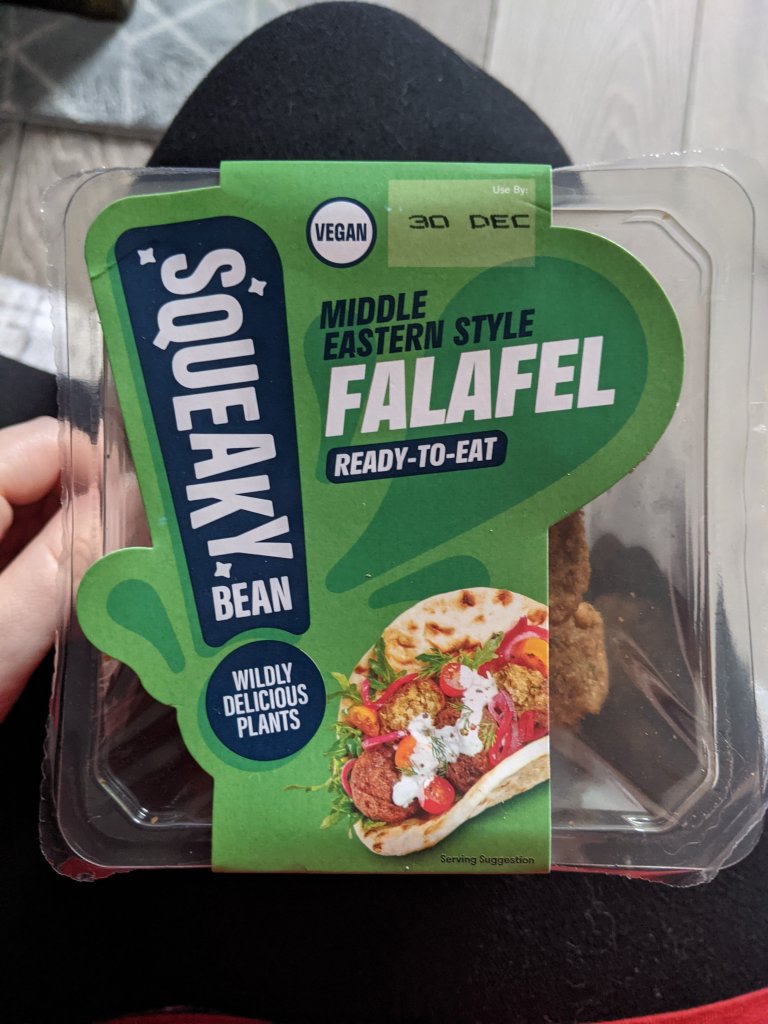 SQUEAKY
BEAN
WILDLY
DELICIOUS
PLANTS
VEGAN
Use By:
30 DEC
MIDDLE
EASTERN STYLE
FALAFEL
READY-TO-EAT
Serving Suggestion